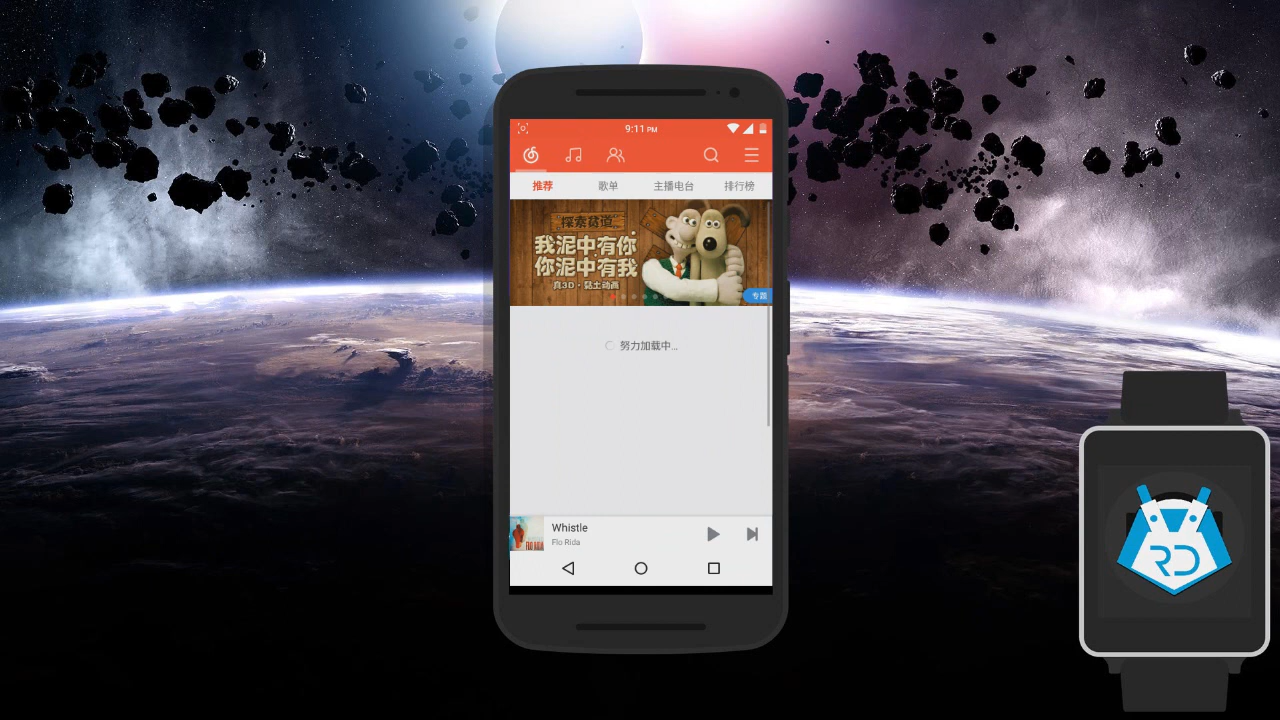 9:11 PM
推荐
歌单
主播电台
排行榜
探索频道
我泥中有你
你泥中有我
真3D·黏土动画
专题
努力加载中...
Whistle
FLO RIDA
Flo Rida
RD